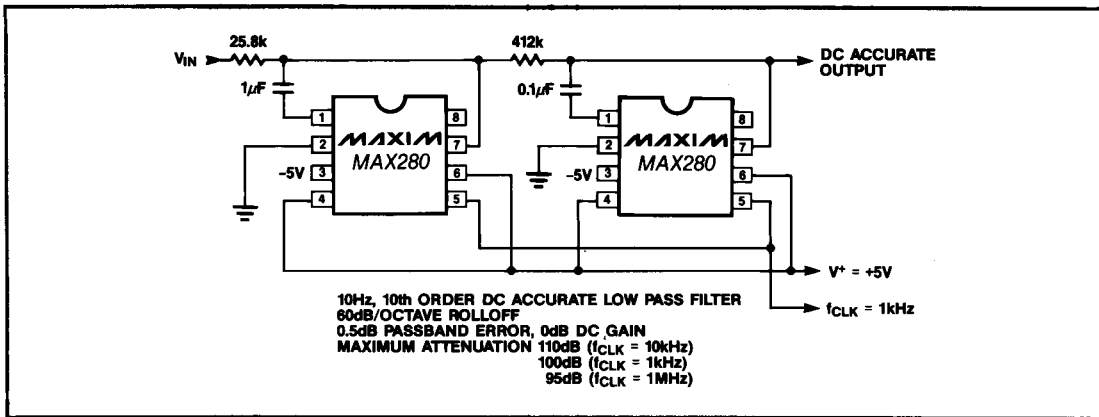 25.8k
412k
VIN
DC ACCURATE
OUTPUT
1µF
0.1µF
1
8
MAXIM
2
7
MAX280
-5V
3
6
4
5
1
8
MAXIM
2
7
MAX280
-5V
3
6
4
5
V+ = +5V
fCLK = 1kHz
10Hz, 10th ORDER DC ACCURATE LOW PASS FILTER
60dB/OCTAVE ROLLOFF
0.5dB PASSBAND ERROR, 0dB DC GAIN
MAXIMUM ATTENUATION 110dB (fCLK = 10kHz)
100dB (fCLK = 1kHz)
95dB (fCLK = 1MHz)